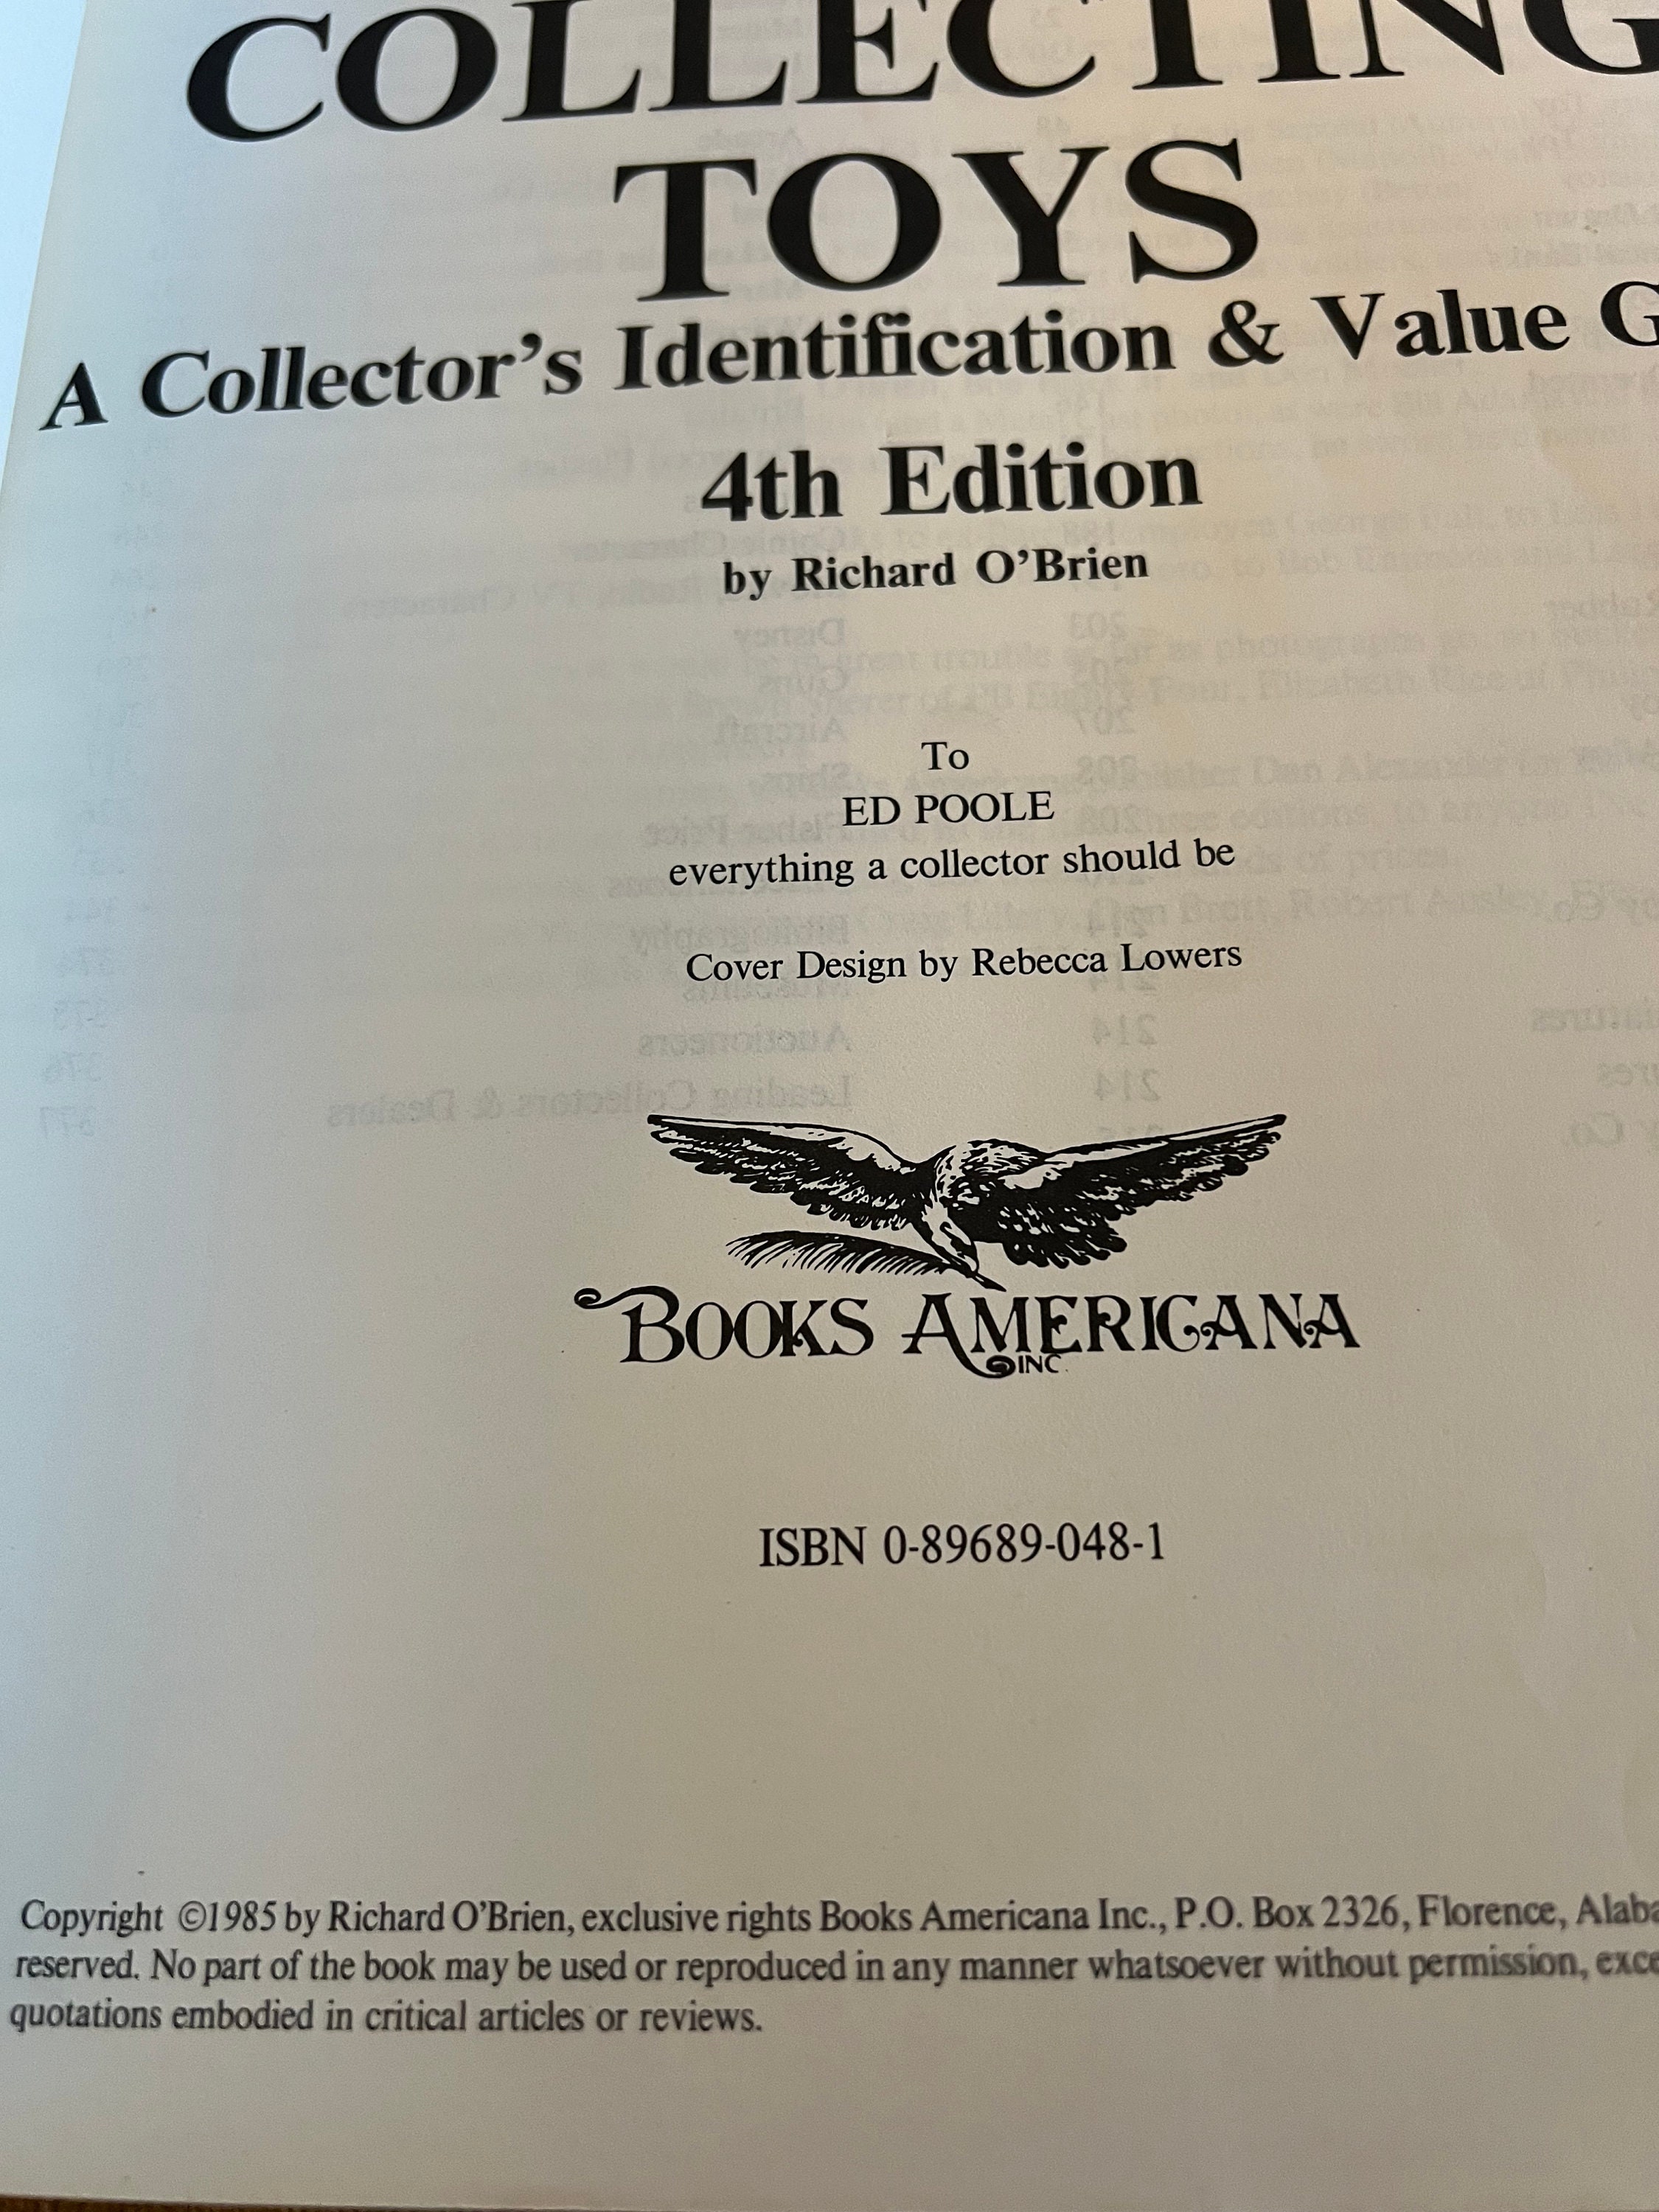 COLLECTING
TOYS
A Collector's Identification & Value G
4th Edition
by Richard O'Brien
To
ED POOLE
everything a collector should be
Cover Design by Rebecca Lowers
BOOKS AMERICANA
INC.
ISBN 0-89689-048-1
Copyright ©1985 by Richard O'Brien, exclusive rights Books Americana Inc., P.O. Box 2326, Florence, Alaba
reserved. No part of the book may be used or reproduced in any manner whatsoever without permission, exce
quotations embodied in critical articles or reviews.